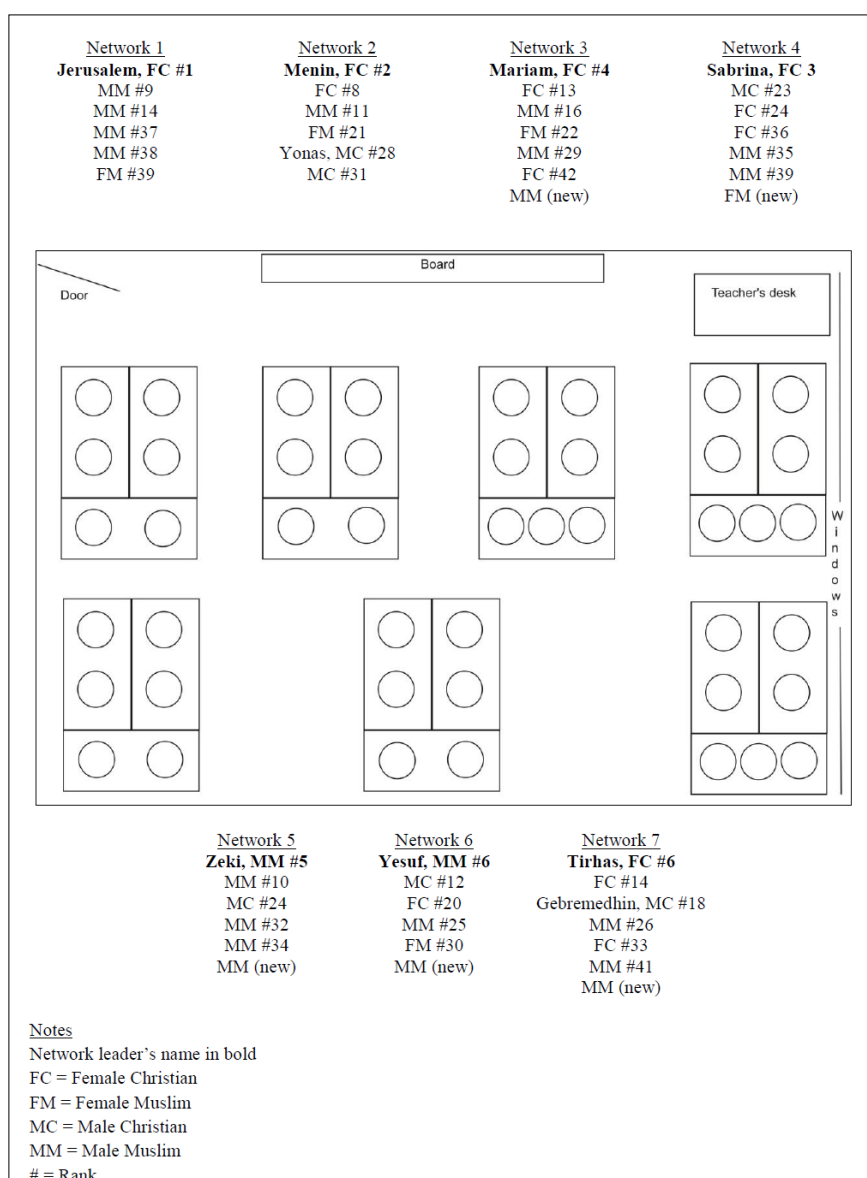 Network 1
Jerusalem, FC #1
MM #9
MM #14
MM #37
MM #38
FM #39
Network 2
Menin, FC #2
FC #8
MM #11
FM #21
Yonas, MC #28
MC #31
Network 3
Mariam, FC #4
FC #13
MM #16
FM #22
MM #29
FC #42
MM (new)
Network 4
Sabrina, FC 3
MC #23
FC #24
FC #36
MM #35
MM #39
FM (new)
Board
Door
Teacher's desk
Windows
Network 5
Zeki, MM #5
MM #10
MC #24
MM #32
MM #34
MM (new)
Network 6
Yesuf, MM #6
MC #12
FC #20
MM #25
FM #30
MM (new)
Network 7
Tirhas, FC #6
FC #14
Gebremedhin, MC #18
MM #26
FC #33
MM #41
MM (new)
Notes
Network leader's name in bold
FC = Female Christian
FM = Female Muslim
MC = Male Christian
MM = Male Muslim
# = Rank